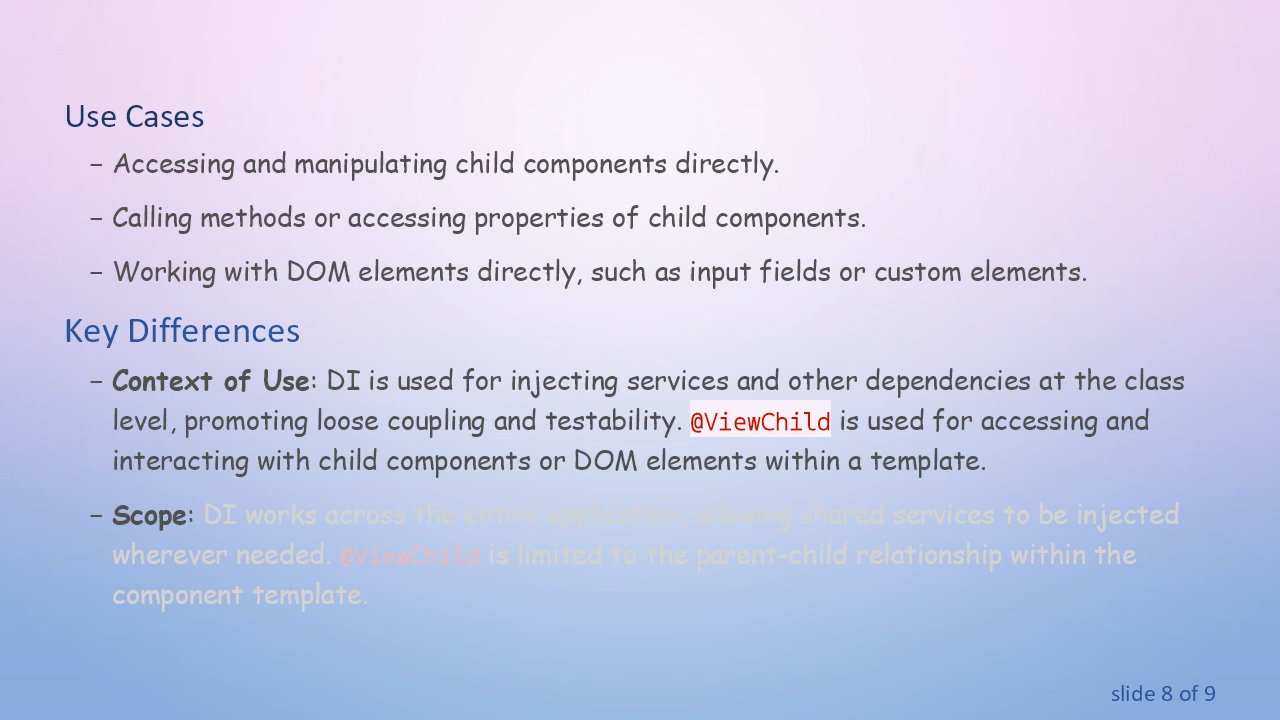 Use Cases
– Accessing and manipulating child components directly.
– Calling methods or accessing properties of child components.
– Working with DOM elements directly, such as input fields or custom elements.
Key Differences
– Context of Use: DI is used for injecting services and other dependencies at the class
level, promoting loose coupling and testability. @ViewChild is used for accessing and
interacting with child components or DOM elements within a template.
– Scope: DI works across the entire application, allowing shared services to be injected
wherever needed. @ViewChild is limited to the parent-child relationship within the
component template.
slide 8 of 9